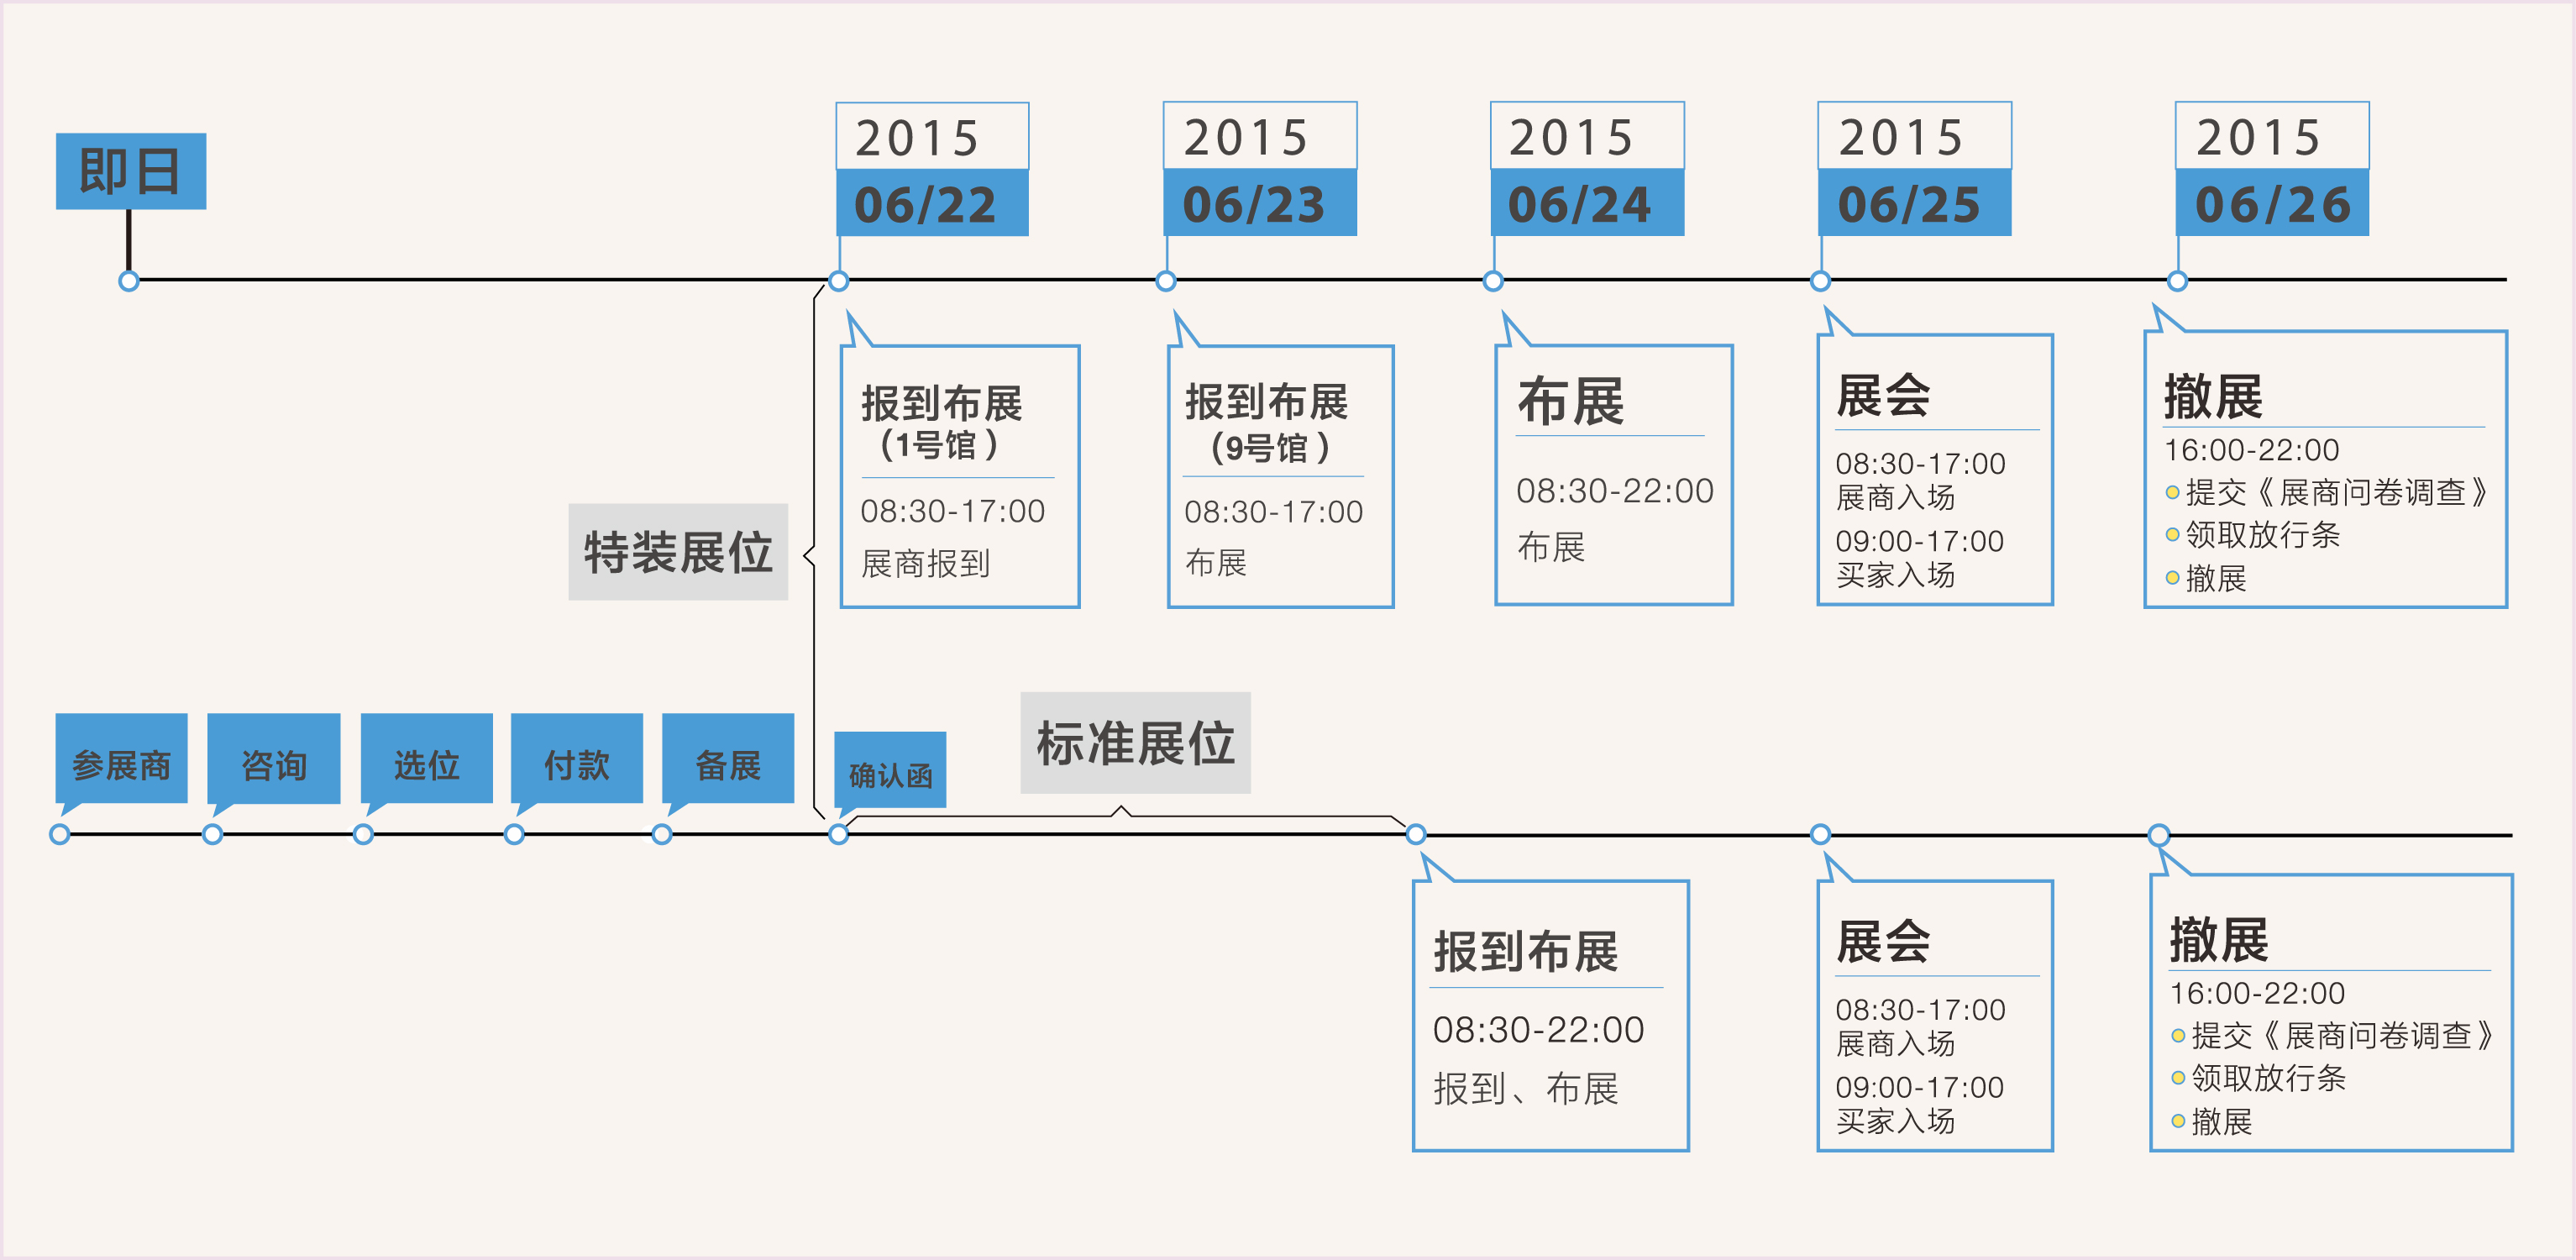 即日
2015
06/22
2015
06/23
2015
06/24
2015
06/25
2015
06/26
报到布展
（1号馆）
08:30-17:00
展商报到
报到布展
（9号馆）
08:30-17:00
布展
布展
08:30-22:00
布展
展会
08:30-17:00
展商入场
09:00-17:00
买家入场
撤展
16:00-22:00
提交《展商问卷调查》
领取放行条
撤展
特装展位
参展商
咨询
选位
付款
备展
确认函
标准展位
报到布展
08:30-22:00
报到、布展
展会
08:30-17:00
展商入场
09:00-17:00
买家入场
撤展
16:00-22:00
提交《展商问卷调查》
领取放行条
撤展